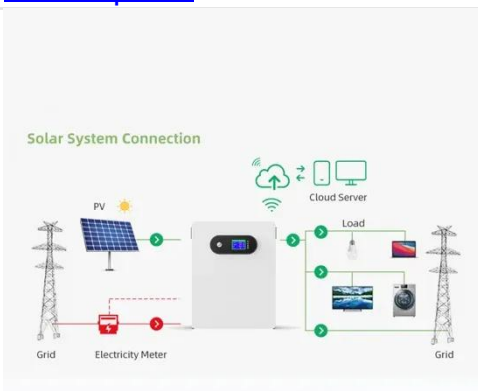 Solar System Connection
Cloud Server
PV
Load
Grid
Electricity Meter
Grid